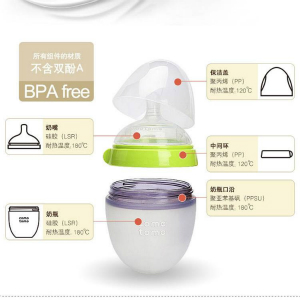 所有组件的材质
不含双酚A
BPA free
保洁盖
聚丙烯（PP）
耐热温度:120℃
奶嘴
硅胶（LSR）
耐热温度:180℃
中间环
聚丙烯（PP）
耐热温度:120℃
奶瓶口沿
聚亚苯基砜（PPSU）
耐热温度:180℃
奶瓶
硅胶（LSR）
耐热温度:180℃